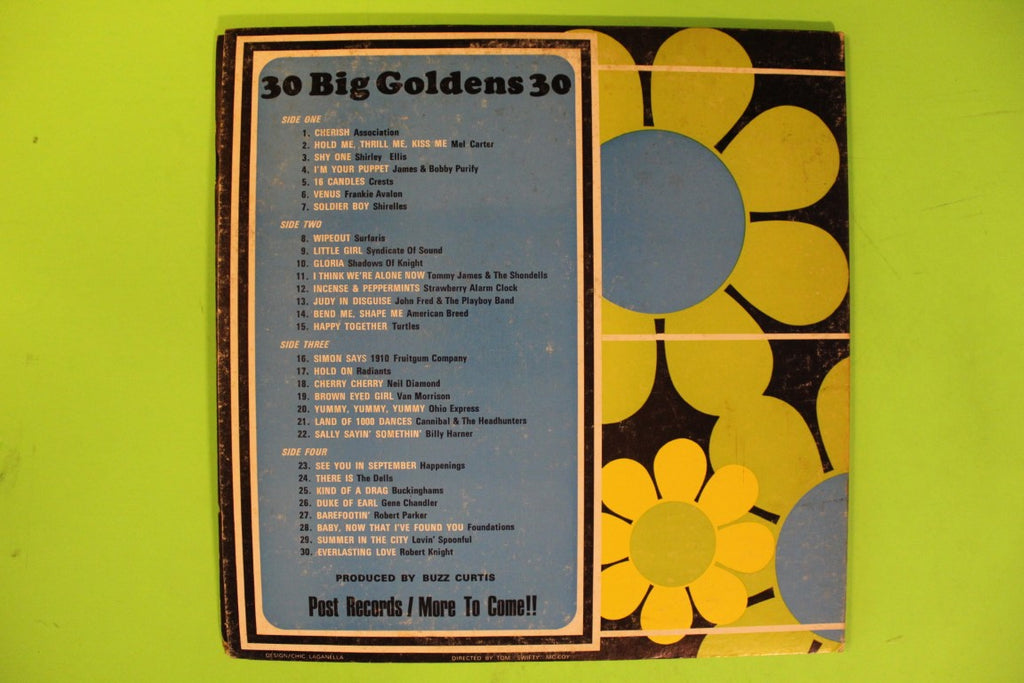 30 Big Goldens 30
SIDE ONE
1. CHERISH Association
2. HOLD ME, THRILL ME, KISS ME Mel Carter
3. SHY ONE Shirley Ellis
4. I'M YOUR PUPPET James & Bobby Purify
5. 16 CANDLES Crests
6. VENUS Frankie Avalon
7. SOLDIER BOY Shirelles
SIDE TWO
8. WIPEOUT Surfaris
9. LITTLE GIRL Syndicate Of Sound
10. GLORIA Shadows Of Knight
11. I THINK WE'RE ALONE NOW Tommy James & The Shondells
12. INCENSE & PEPPERMINTS Strawberry Alarm Clock
13. JUDY IN DISGUISE John Fred & The Playboy Band
14. BEND ME, SHAPE ME American Breed
15. HAPPY TOGETHER Turtles
SIDE THREE
16. SIMON SAYS 1910 Fruitgum Company
17. HOLD ON Radiants
18. CHERRY CHERRY Neil Diamond
19. BROWN EYED GIRL Van Morrison
20. YUMMY, YUMMY, YUMMY Ohio Express
21. LAND OF 1000 DANCES Cannibal & The Headhunters
22. SALLY SAYIN' SOMETHIN' Billy Harner
SIDE FOUR
23. SEE YOU IN SEPTEMBER Happenings
24. THERE IS The Dells
25. KIND OF A DRAG Buckinghams
26. DUKE OF EARL Gene Chandler
27. BAREFOOTIN' Robert Parker
28. BABY, NOW THAT I'VE FOUND YOU Foundations
29. SUMMER IN THE CITY Lovin' Spoonful
30. EVERLASTING LOVE Robert Knight
PRODUCED BY BUZZ CURTIS
Post Records / More To Come!!
DESIGN/CHIC LAGANELLA DIRECTED BY TOM "SWIFTY" McCOY